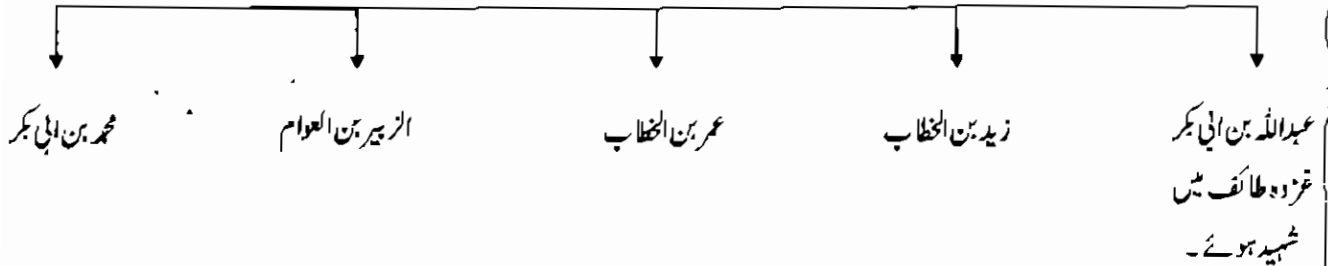 عبداللہ بن ابی بکر
غزوہ طائف میں
شہید ہوئے۔
زید بن الخطاب
عمر بن الخطاب
الزبیر بن العوام
محمد بن ابی بکر